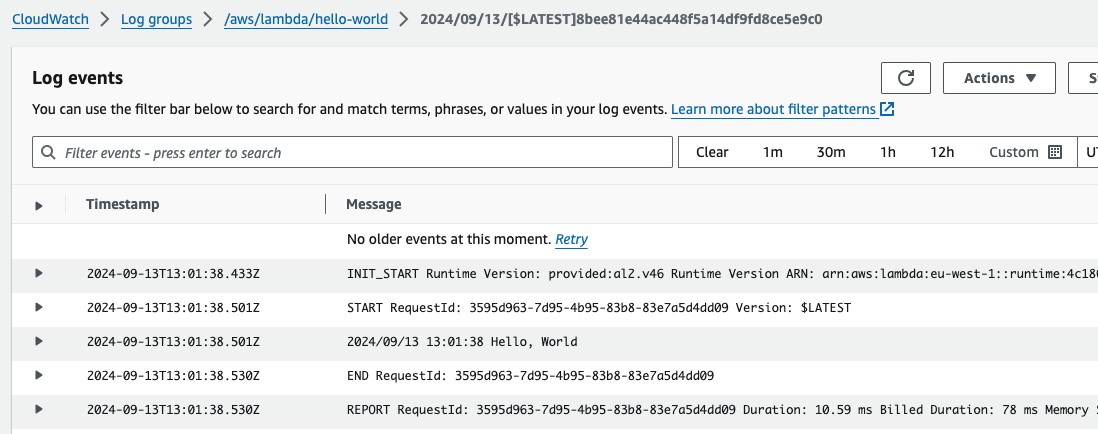 CloudWatch > Log groups > /aws/lambda/hello-world > 2024/09/13/[$LATEST]8bee81e44ac448f5a14df9fd8ce5e9c0
Log events
Actions
You can use the filter bar below to search for and match terms, phrases, or values in your log events. Learn more about filter patterns
Filter events - press enter to search
Clear 1m 30m 1h 12h Custom
Timestamp Message
No older events at this moment. Retry
2024-09-13T13:01:38.433Z INIT_START Runtime Version: provided:al2.v46 Runtime Version ARN: arn:aws:lambda:eu-west-1::runtime:4c180
2024-09-13T13:01:38.501Z START RequestId: 3595d963-7d95-4b95-83b8-83e7a5d4dd09 Version: $LATEST
2024-09-13T13:01:38.501Z 2024/09/13 13:01:38 Hello, World
2024-09-13T13:01:38.530Z END RequestId: 3595d963-7d95-4b95-83b8-83e7a5d4dd09
2024-09-13T13:01:38.530Z REPORT RequestId: 3595d963-7d95-4b95-83b8-83e7a5d4dd09 Duration: 10.59 ms Billed Duration: 78 ms Memory